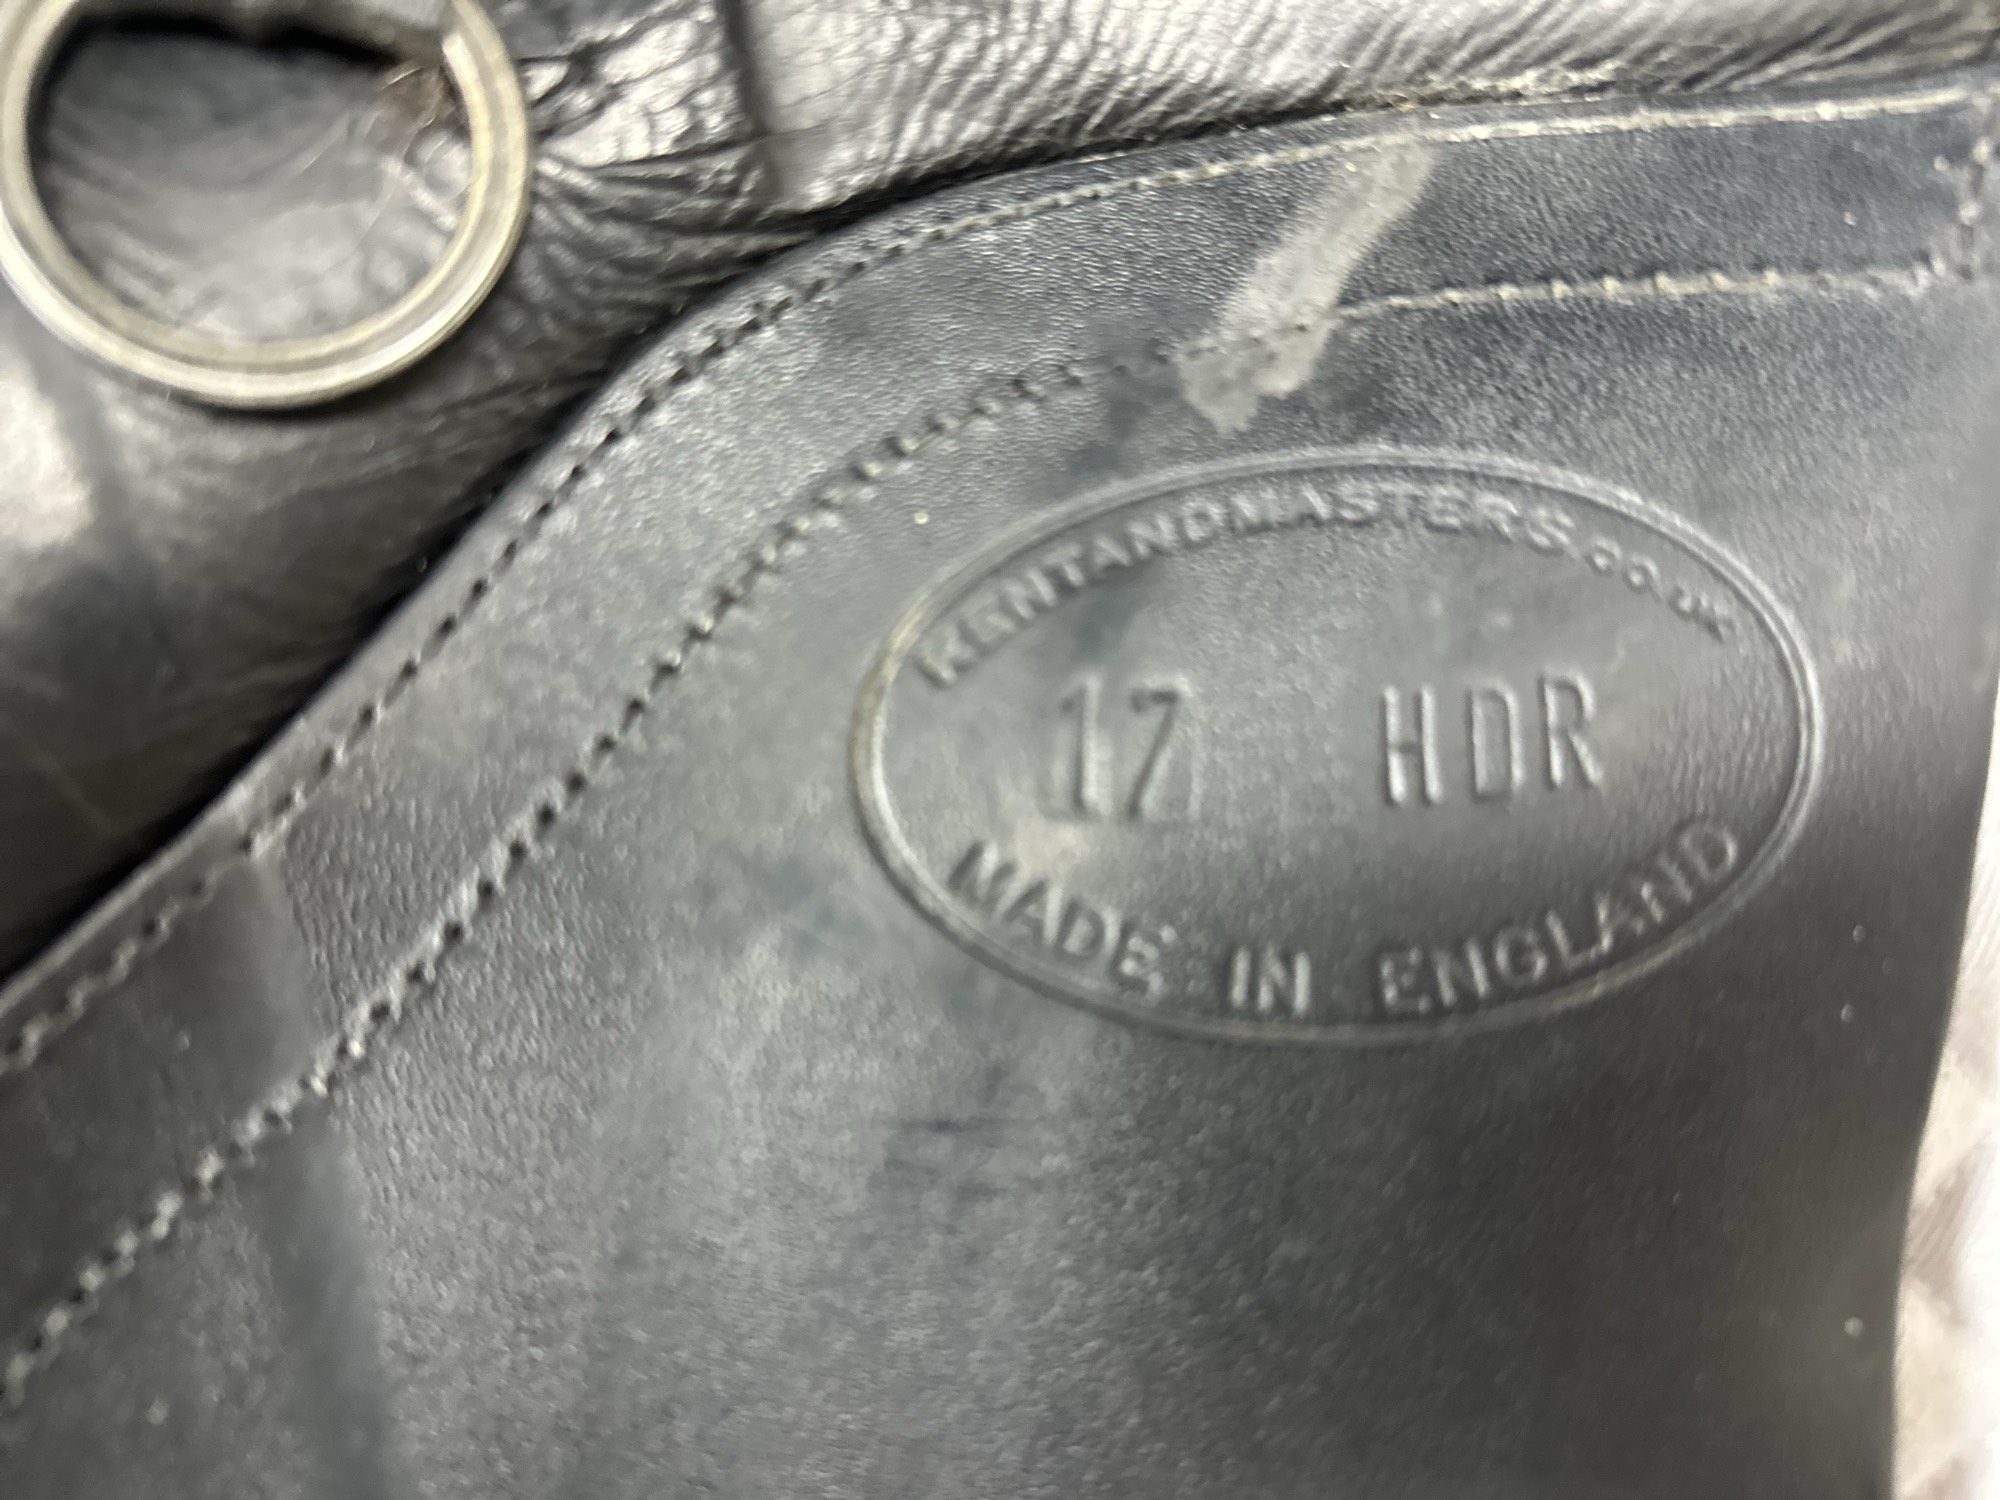 KENTANDMASTERS.co.uk
17 HDR
MADE IN ENGLAND